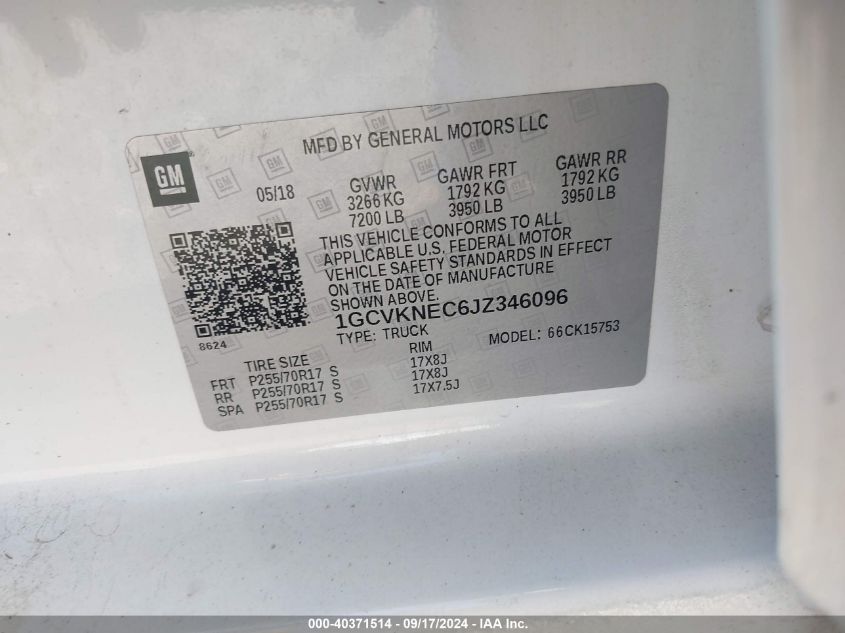 MFD BY GENERAL MOTORS LLC
GM
05/18
GVWR GAWR FRT GAWR RR
3266 KG 1792 KG 1792 KG
7200 LB 3950 LB 3950 LB
THIS VEHICLE CONFORMS TO ALL
APPLICABLE U.S. FEDERAL MOTOR
VEHICLE SAFETY STANDARDS IN EFFECT
ON THE DATE OF MANUFACTURE
SHOWN ABOVE.
1GCVKNEC6JZ346096
8624
TYPE: TRUCK MODEL: 66CK15753
TIRE SIZE RIM
FRT P255/70R17 S 17X8J
RR P255/70R17 S 17X8J
SPA P255/70R17 S 17X7.5J
000-40371514 - 09/17/2024 - IAA Inc.